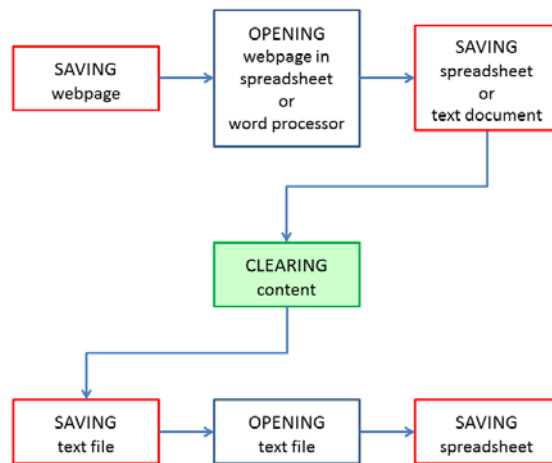 SAVING
webpage
OPENING
webpage in
spreadsheet
or
word processor
SAVING
spreadsheet
or
text document
CLEARING
content
SAVING
text file
OPENING
text file
SAVING
spreadsheet